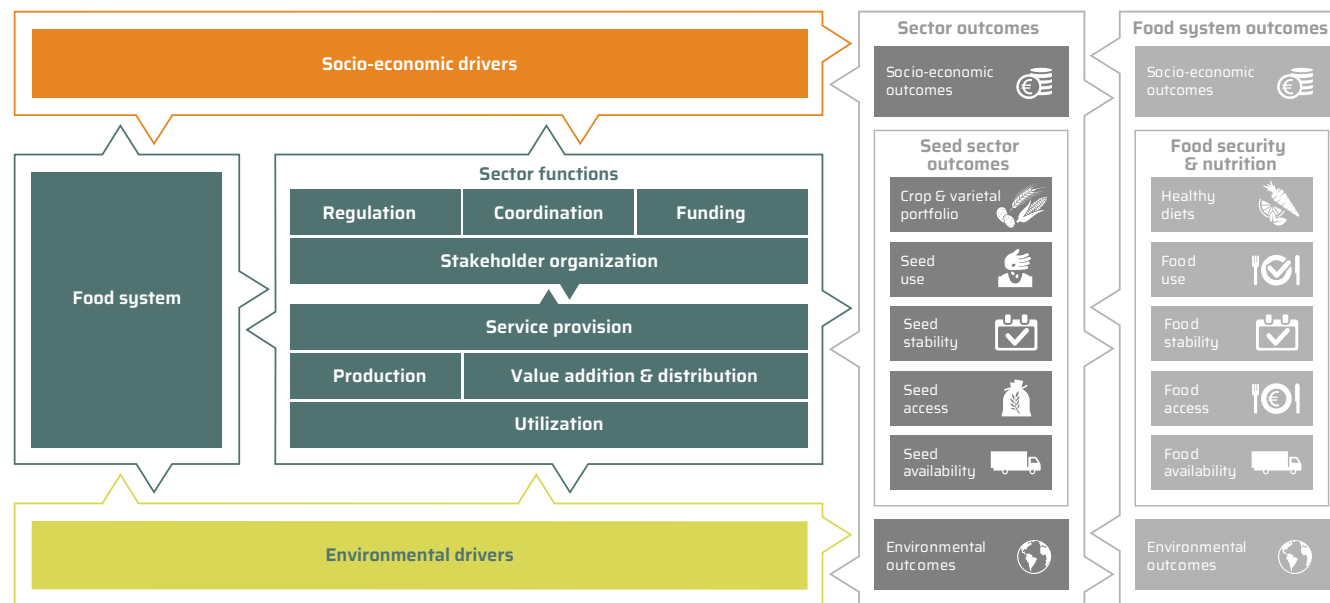 Socio-economic drivers
Food system
Sector functions
Regulation
Coordination
Funding
Stakeholder organization
Service provision
Production
Value addition & distribution
Utilization
Environmental drivers
Sector outcomes
Socio-economic
outcomes
€
Seed sector
outcomes
Crop & varietal
portfolio
Seed
use
Seed
stability
Seed
access
Seed
availability
Environmental
outcomes
Food system outcomes
Socio-economic
outcomes
€
Food security
& nutrition
Healthy
diets
Food
use
Food
stability
Food
access
€
Food
availability
Environmental
outcomes